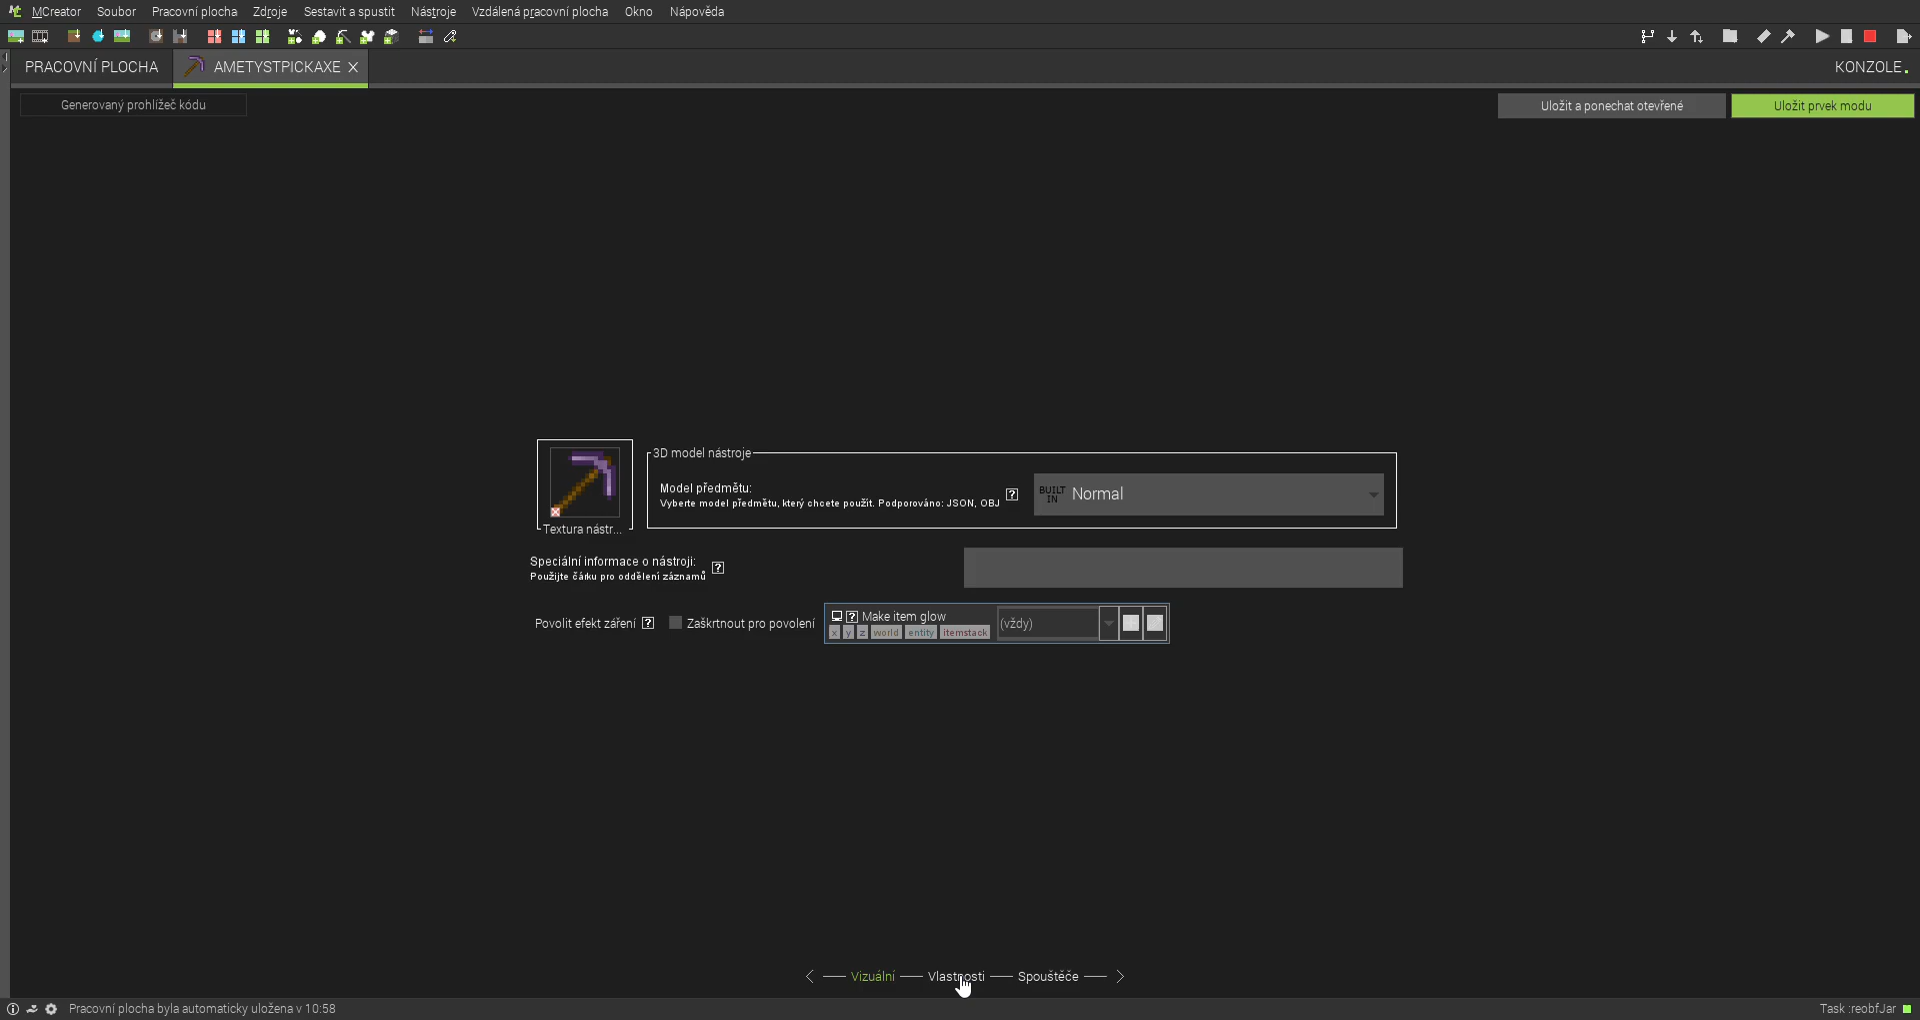 MCreator Soubor Pracovní plocha Zdroje Sestavit a spustit Nástroje Vzdálená pracovní plocha Okno Nápověda
PRACOVNÍ PLOCHA AMETYSTPICKAXE KONZOLE
Generovaný prohlížeč kódu Uložit a ponechat otevřené Uložit prvek modu
3D model nástroje
Model předmětu:
Vyberte model předmětu, který chcete použít. Podporováno: JSON, OBJ ?
BUILT IN Normal
Textura nástr...
Speciální informace o nástroji:
Použijte čárku pro oddělení záznamů ?
Povolit efekt záření ? Zaškrtnout pro povolení ? Make item glow (vždy)
x y z world entity itemstack
Vizuální Vlastnosti Spouštěče
Pracovní plocha byla automaticky uložena v 10:58 Task :reobfJar